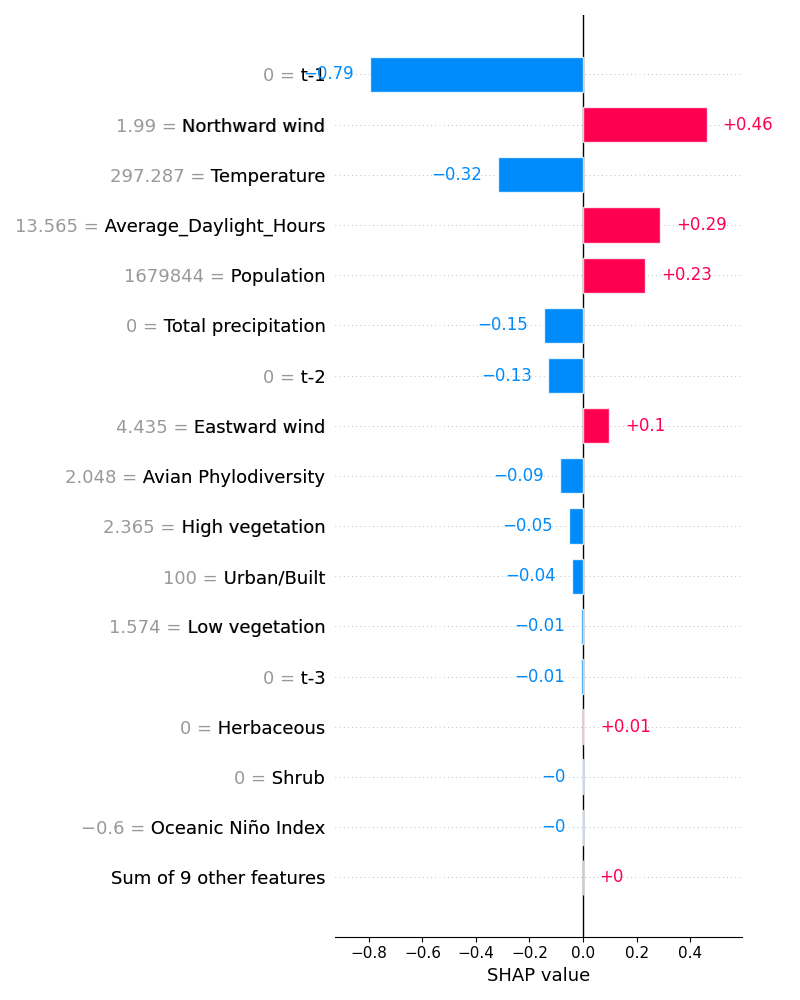 0 = t-1 −0.79
1.99 = Northward wind +0.46
297.287 = Temperature −0.32
13.565 = Average_Daylight_Hours +0.29
1679844 = Population +0.23
0 = Total precipitation −0.15
0 = t-2 −0.13
4.435 = Eastward wind +0.1
2.048 = Avian Phylodiversity −0.09
2.365 = High vegetation −0.05
100 = Urban/Built −0.04
1.574 = Low vegetation −0.01
0 = t-3 −0.01
0 = Herbaceous +0.01
0 = Shrub −0
−0.6 = Oceanic Niño Index −0
Sum of 9 other features +0
−0.8 −0.6 −0.4 −0.2 0.0 0.2 0.4
SHAP value